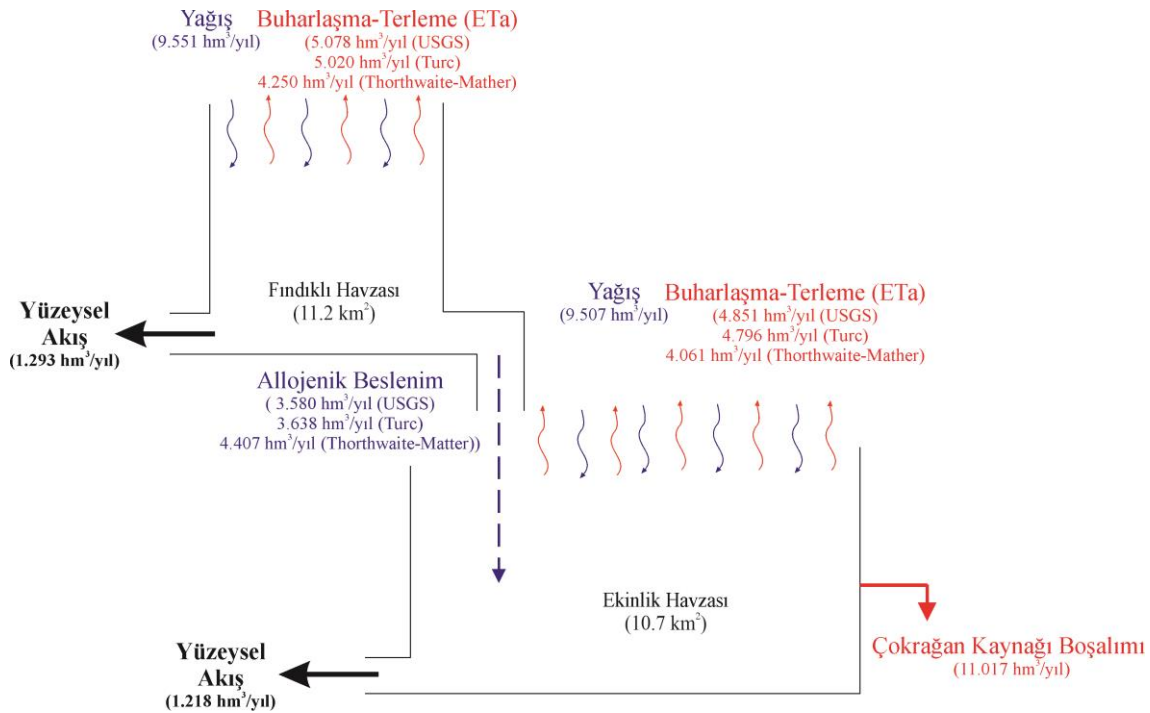 Yağış
(9.551 hm³/yıl)
Buharlaşma-Terleme (ETa)
(5.078 hm³/yıl (USGS)
5.020 hm³/yıl (Turc)
4.250 hm³/yıl (Thorthwaite-Mather)
Fındıklı Havzası
(11.2 km²)
Yüzeysel
Akış
(1.293 hm³/yıl)
Yağış
(9.507 hm³/yıl)
Buharlaşma-Terleme (ETa)
(4.851 hm³/yıl (USGS)
4.796 hm³/yıl (Turc)
4.061 hm³/yıl (Thorthwaite-Mather)
Allojenik Beslenim
( 3.580 hm³/yıl (USGS)
3.638 hm³/yıl (Turc)
4.407 hm³/yıl (Thorthwaite-Matter))
Ekinlik Havzası
(10.7 km²)
Çokrağan Kaynağı Boşalımı
(11.017 hm³/yıl)
Yüzeysel
Akış
(1.218 hm³/yıl)